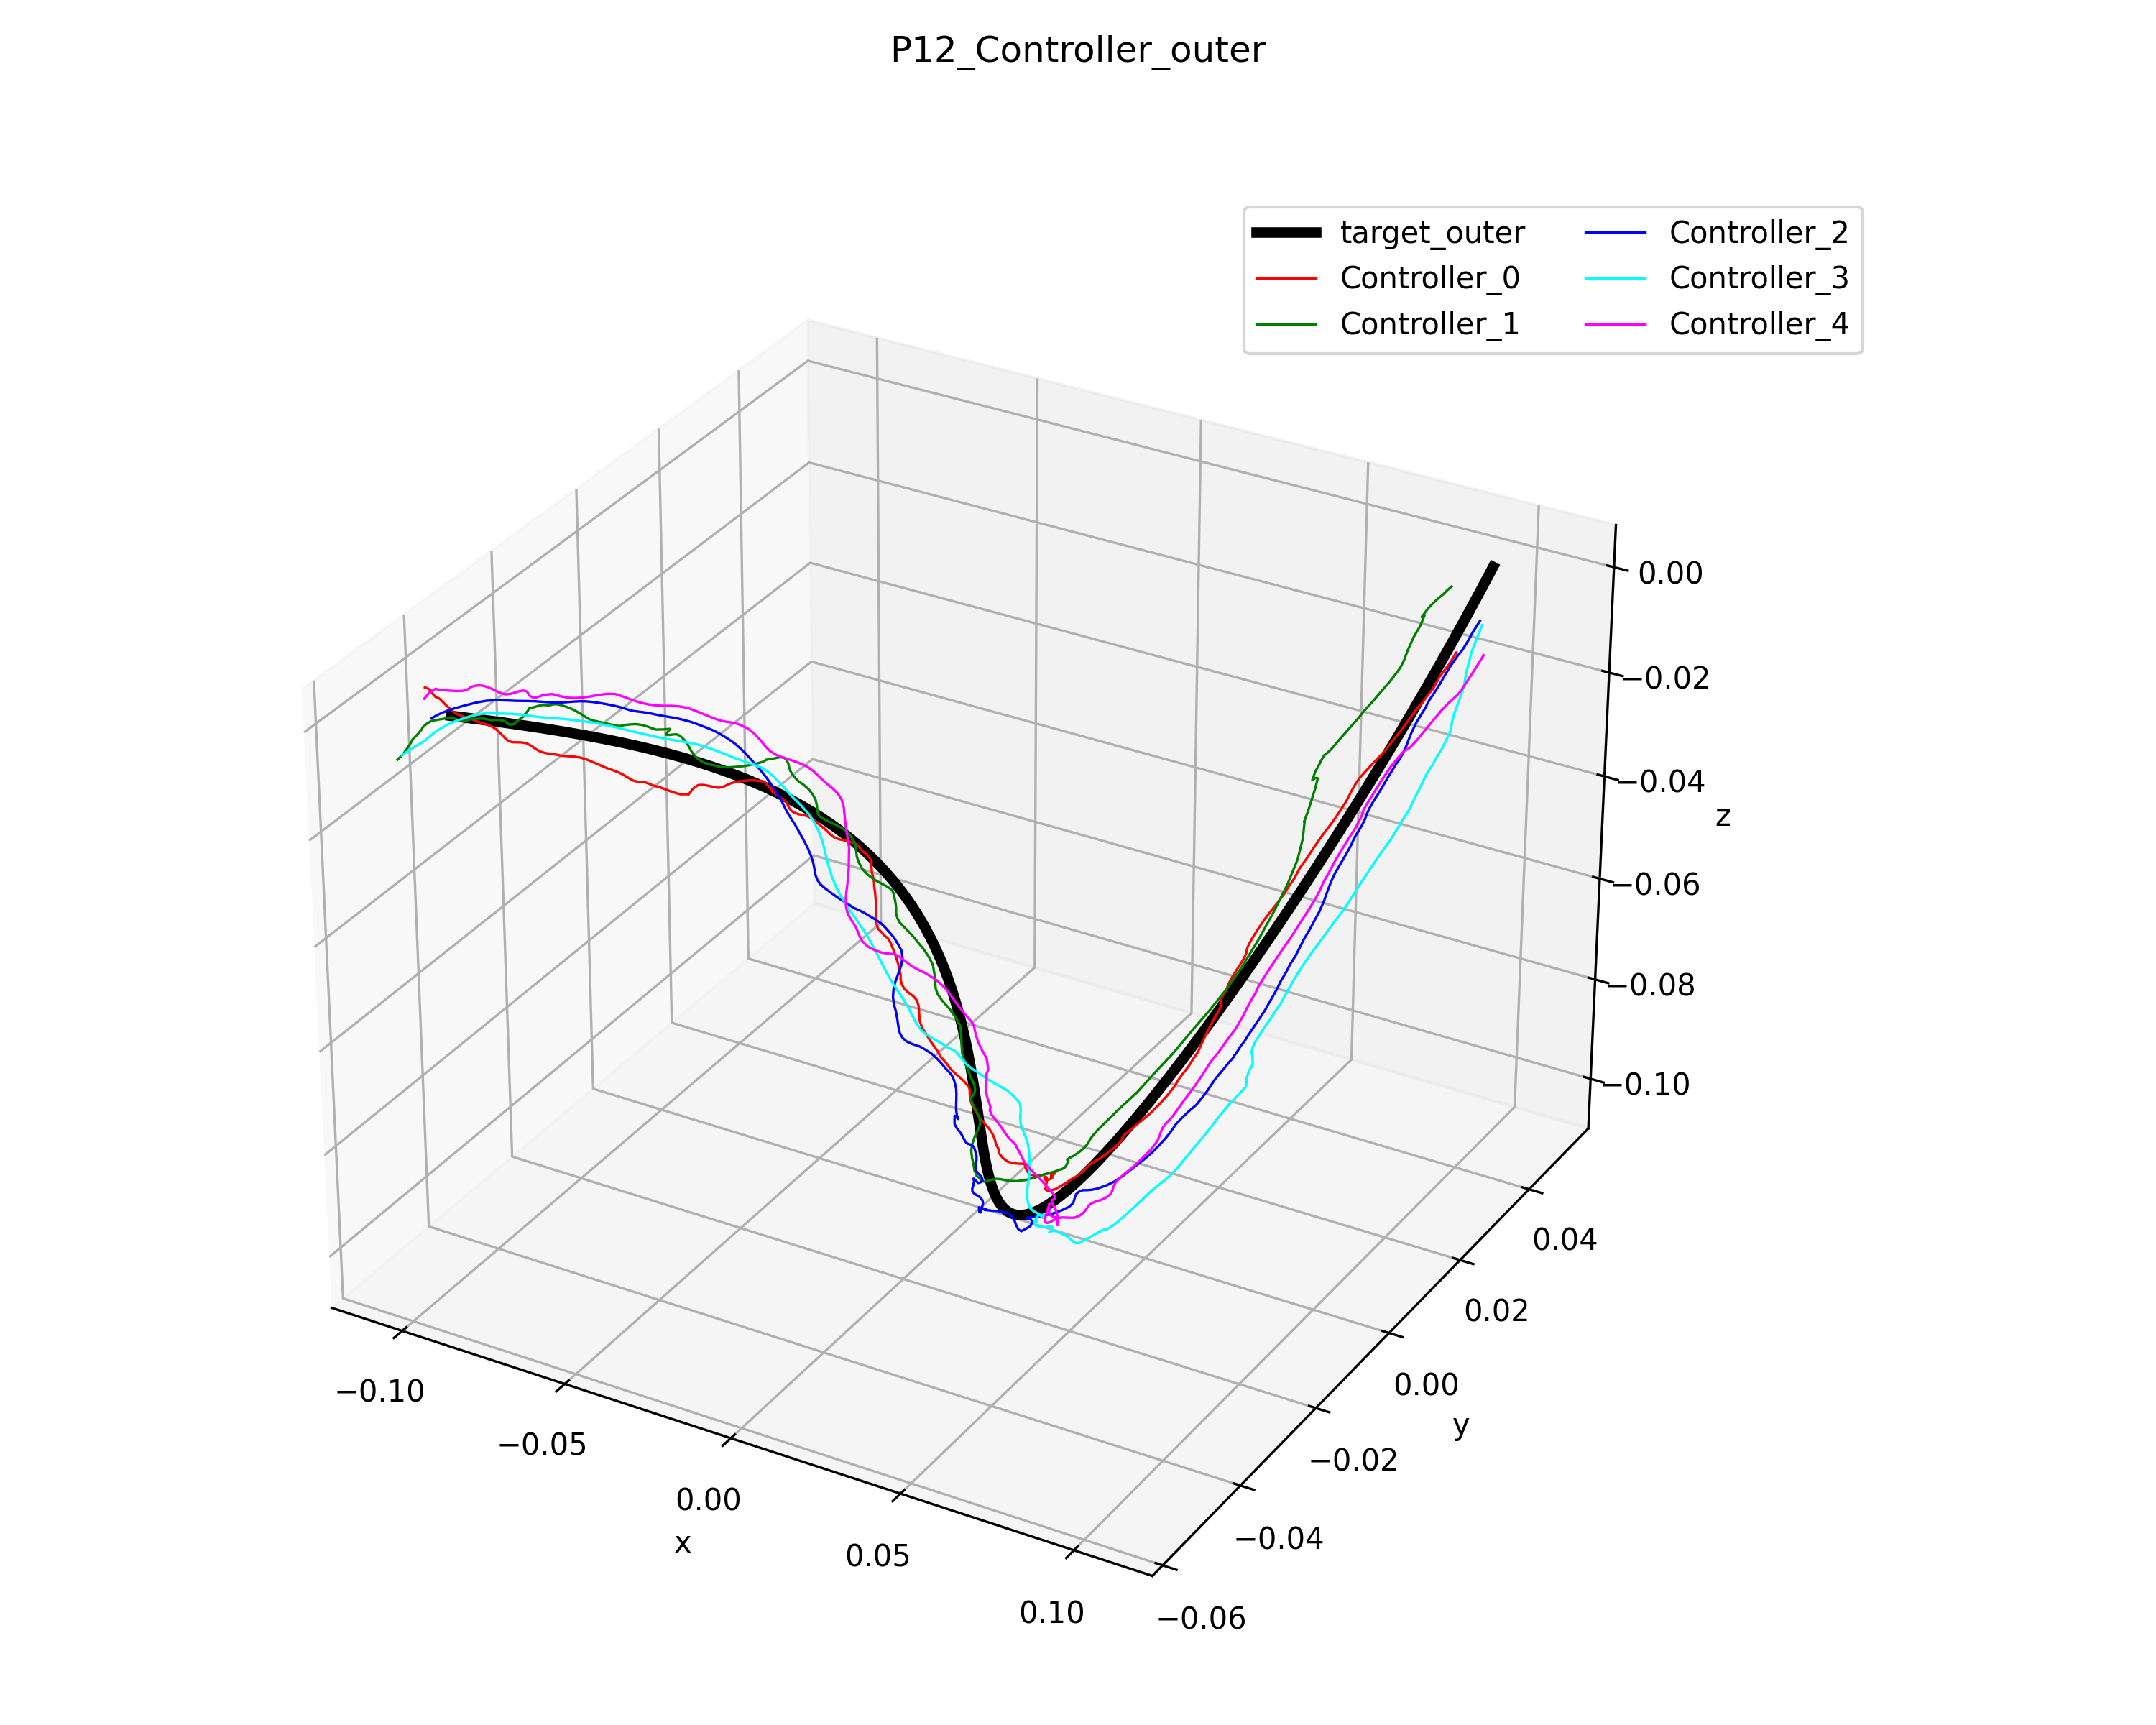 P12_Controller_outer
target_outer
Controller_0
Controller_1
Controller_2
Controller_3
Controller_4
0.00
−0.02
−0.04
z
−0.06
−0.08
−0.10
0.04
0.02
0.00
y
−0.02
−0.04
−0.06
−0.10
−0.05
0.00
x
0.05
0.10